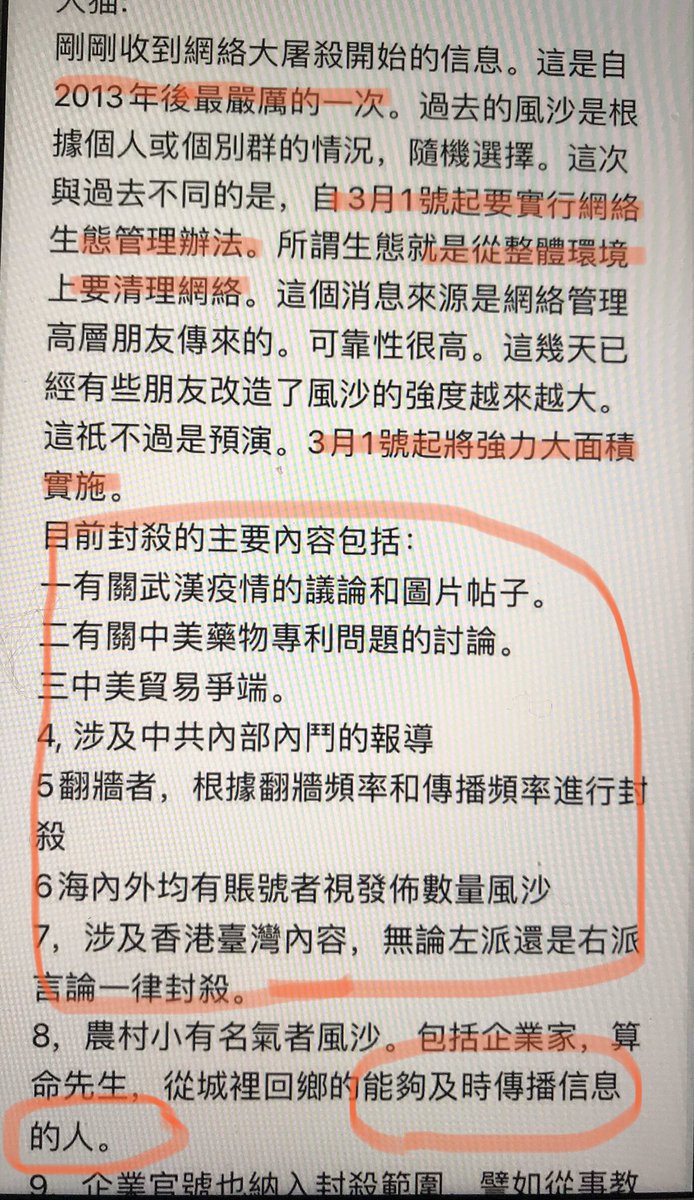 大猫:
剛剛收到網絡大屠殺開始的信息。這是自
2013年後最嚴厲的一次。過去的風沙是根
據個人或個別群的情況，隨機選擇。這次
與過去不同的是，自3月1號起要實行網絡
生態管理辦法。所謂生態就是從整體環境
上要清理網絡。這個消息來源是網絡管理
高層朋友傳來的。可靠性很高。這幾天已
經有些朋友改造了風沙的強度越來越大。
這祇不過是預演。3月1號起將強力大面積
實施。
目前封殺的主要內容包括：
一有關武漢疫情的議論和圖片帖子。
二有關中美藥物專利問題的討論。
三中美貿易爭端。
4, 涉及中共內部內鬥的報導
5翻牆者，根據翻牆頻率和傳播頻率進行封
殺
6海內外均有賬號者視發佈數量風沙
7，涉及香港臺灣內容，無論左派還是右派
言論一律封殺。
8，農村小有名氣者風沙。包括企業家，算
命先生，從城裡回鄉的能夠及時傳播信息
的人。
9，企業官號也納入封殺範圍，譬如從事教